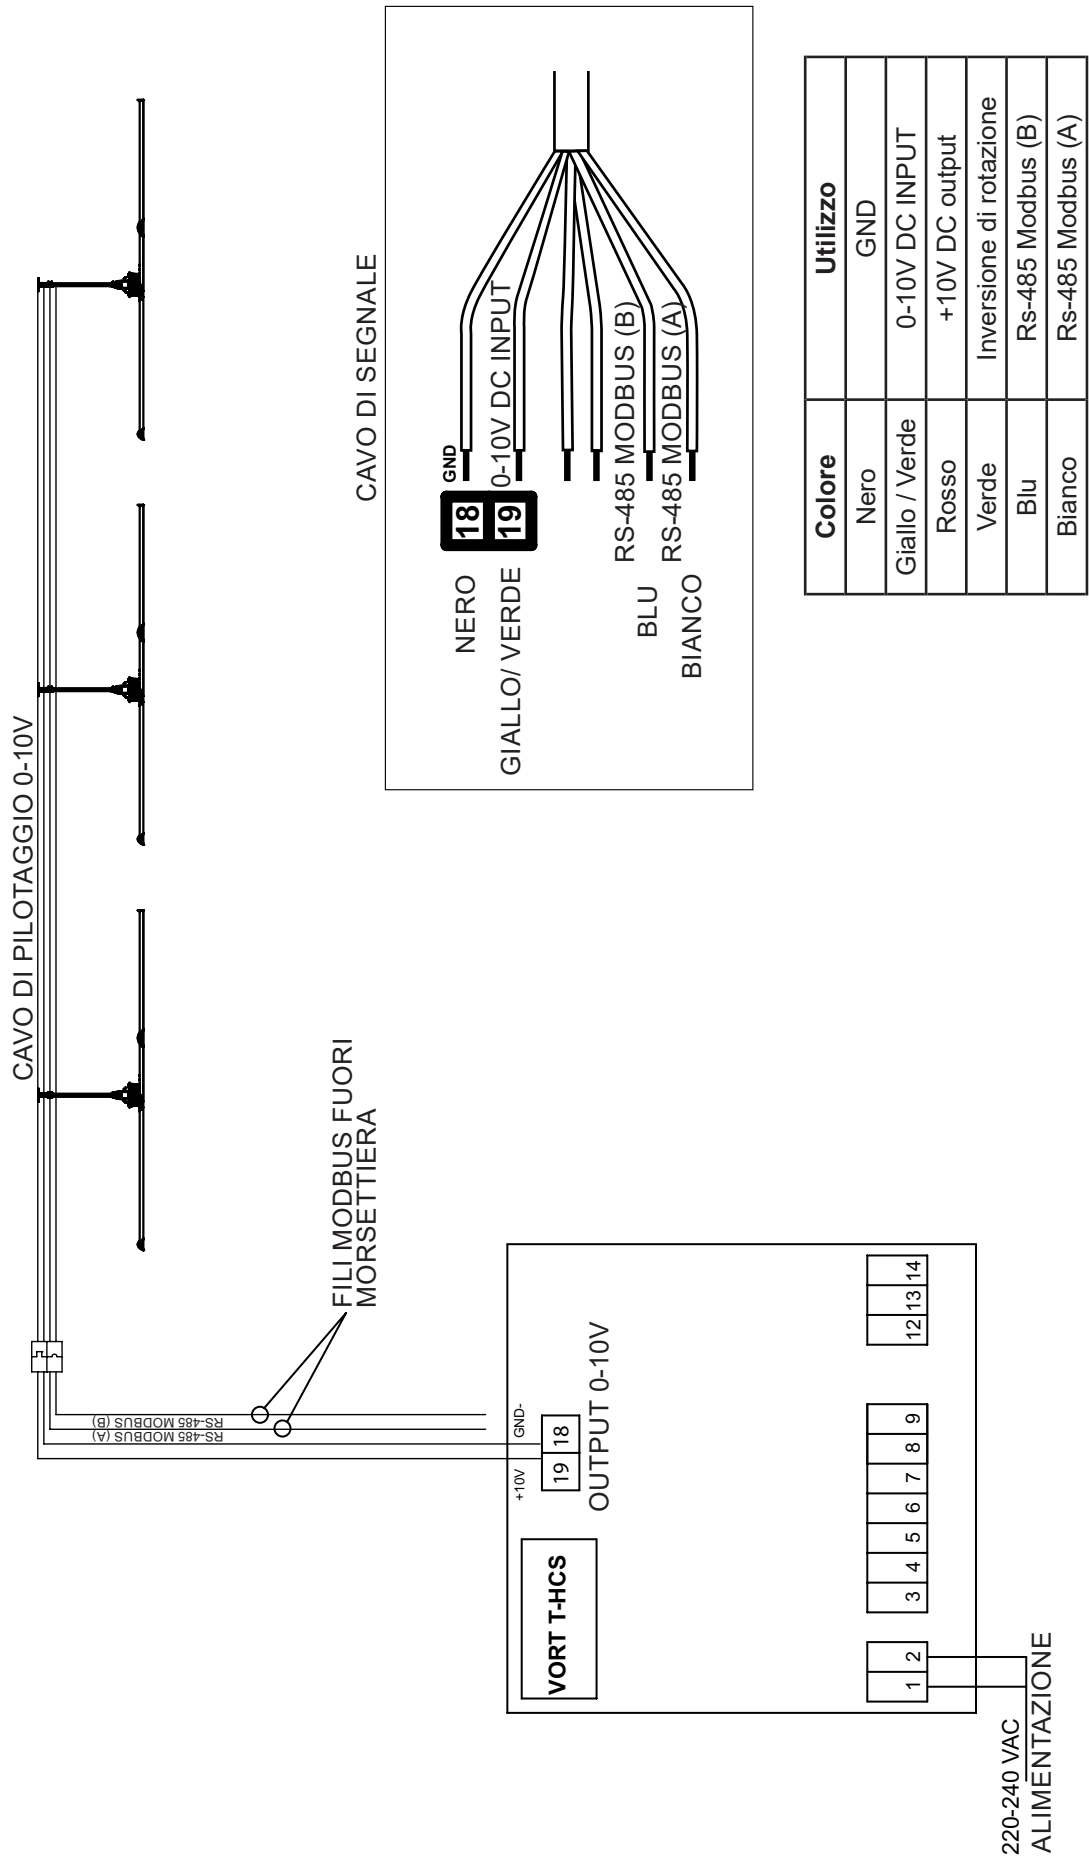 CAVO DI PILOTAGGIO 0-10V
FILI MODBUS FUORI
MORSETTIERA
RS-485 MODBUS (B)
RS-485 MODBUS (A)
+10V
GND-
19
18
OUTPUT 0-10V
VORT T-HCS
1
2
3
4
5
6
7
8
9
12
13
14
220-240 VAC
ALIMENTAZIONE
CAVO DI SEGNALE
NERO
18
GND
GIALLO/ VERDE
19
0-10V DC INPUT
BLU
RS-485 MODBUS (B)
BIANCO
RS-485 MODBUS (A)
Colore Utilizzo
Nero GND
Giallo / Verde 0-10V DC INPUT
Rosso +10V DC output
Verde Inversione di rotazione
Blu Rs-485 Modbus (B)
Bianco Rs-485 Modbus (A)